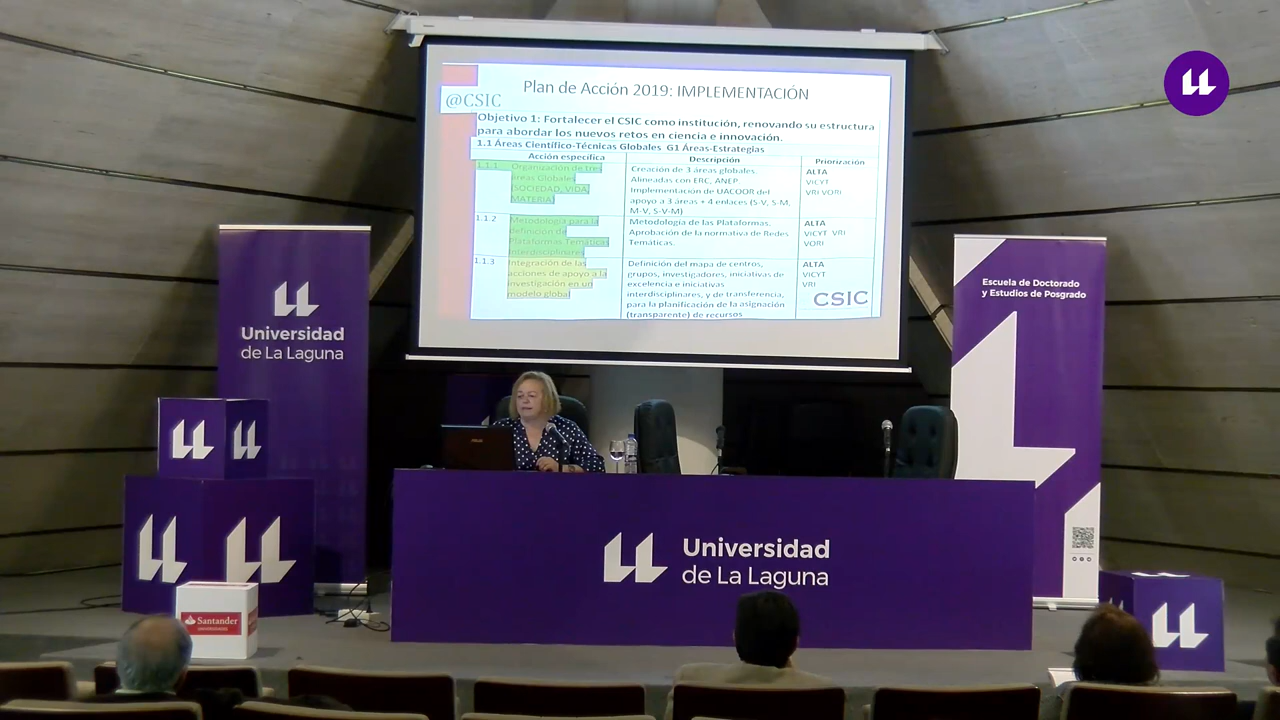 Plan de Acción 2019: IMPLEMENTACIÓN
@CSIC
Objetivo 1: Fortalecer el CSIC como institución, renovando su estructura
para abordar los nuevos retos en ciencia e innovación.
1.1 Áreas Científico-Técnicas Globales G1 Áreas-Estrategias
Acción específica
Descripción
Priorización
1.1.1 Organización de tres
áreas Globales
(SOCIEDAD, VIDA,
MATERIA)
Creación de 3 áreas globales.
Alineadas con ERC, ANEP.
Implementación de UACOOR del
apoyo a 3 áreas + 4 enlaces (S-V, S-M,
M-V, S-V-M)
ALTA
VICYT
VRI VORI
1.1.2 Metodología para la
definición de
Plataformas Temáticas
Interdisciplinares
Metodología de las Plataformas.
Aprobación de la normativa de Redes
Temáticas.
ALTA
VICYT VRI
VORI
1.1.3 Integración de las
acciones de apoyo a la
investigación en un
modelo global
Definición del mapa de centros,
grupos, investigadores, iniciativas de
excelencia e iniciativas
interdisciplinares, y de transferencia,
para la planificación de la asignación
(transparente) de recursos
ALTA
VICYT
VRI
CSIC
Universidad
de La Laguna
Escuela de Doctorado
y Estudios de Posgrado
Universidad
de La Laguna
Santander